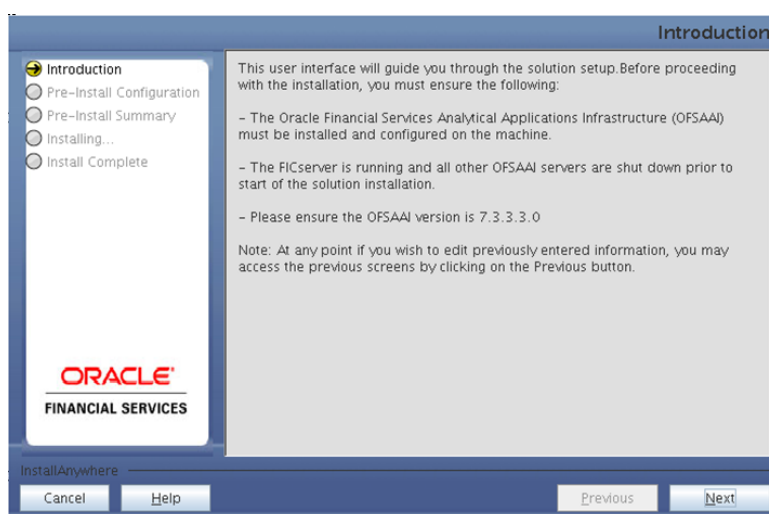 Introduction
Introduction
Pre-Install Configuration
Pre-Install Summary
Installing...
Install Complete
This user interface will guide you through the solution setup.Before proceeding
with the installation, you must ensure the following:
- The Oracle Financial Services Analytical Applications Infrastructure (OFSAAI)
must be installed and configured on the machine.
- The FICserver is running and all other OFSAAI servers are shut down prior to
start of the solution installation.
- Please ensure the OFSAAI version is 7.3.3.3.0
Note: At any point if you wish to edit previously entered information, you may
access the previous screens by clicking on the Previous button.
ORACLE'
FINANCIAL SERVICES
InstallAnywhere
Cancel
Help
Previous
Next